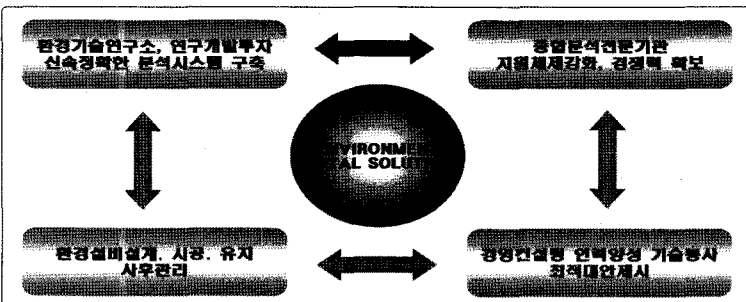 환경기술연구소, 연구개발투자
신속정확한 분석시스템 구축
종합분석전문기관
지원체제강화, 경쟁력 확보
VIRONME
AL SOLUT
환경설비설계. 시공. 유지
사후관리
경영컨설팅 인력양성 기술봉사
최적대안제시